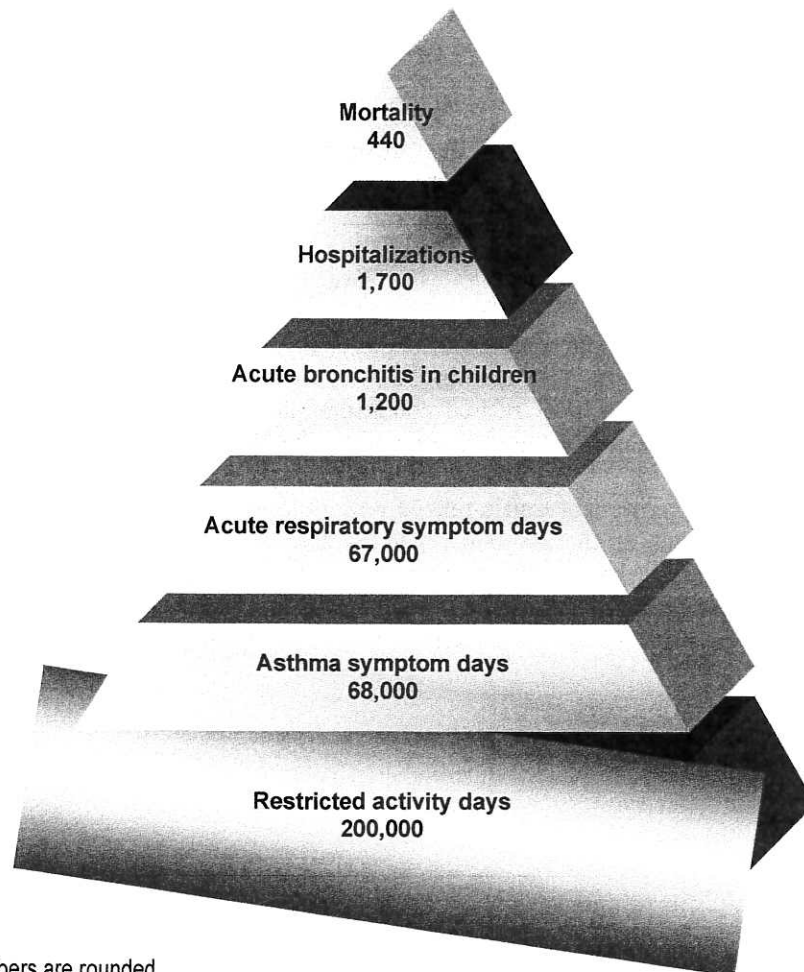 Mortality
440
Hospitalizations
1,700
Acute bronchitis in children
1,200
Acute respiratory symptom days
67,000
Asthma symptom days
68,000
Restricted activity days
200,000
are rounded